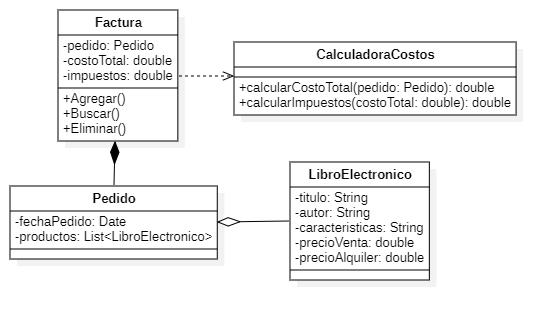 Factura
-pedido: Pedido
-costoTotal: double
-impuestos: double
+Agregar()
+Buscar()
+Eliminar()
CalculadoraCostos
+calcularCostoTotal(pedido: Pedido): double
+calcularImpuestos(costoTotal: double): double
Pedido
-fechaPedido: Date
-productos: List<LibroElectronico>
LibroElectronico
-titulo: String
-autor: String
-caracteristicas: String
-precioVenta: double
-precioAlquiler: double